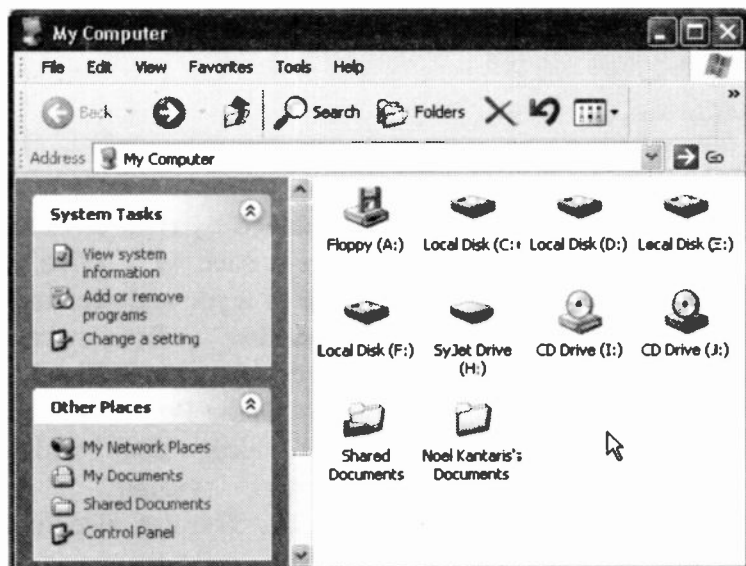 My Computer
File Edit View Favorites Tools Help
Back Search Folders »
Address My Computer Go
System Tasks
View system
information
Add or remove
programs
Change a setting
Other Places
My Network Places
My Documents
Shared Documents
Control Panel
Floppy (A:) Local Disk (C: Local Disk (D:) Local Disk (E:)
Local Disk (F:) SyJet Drive
(H:) CD Drive (I:) CD Drive (J:)
Shared
Documents Noel Kantaris's
Documents